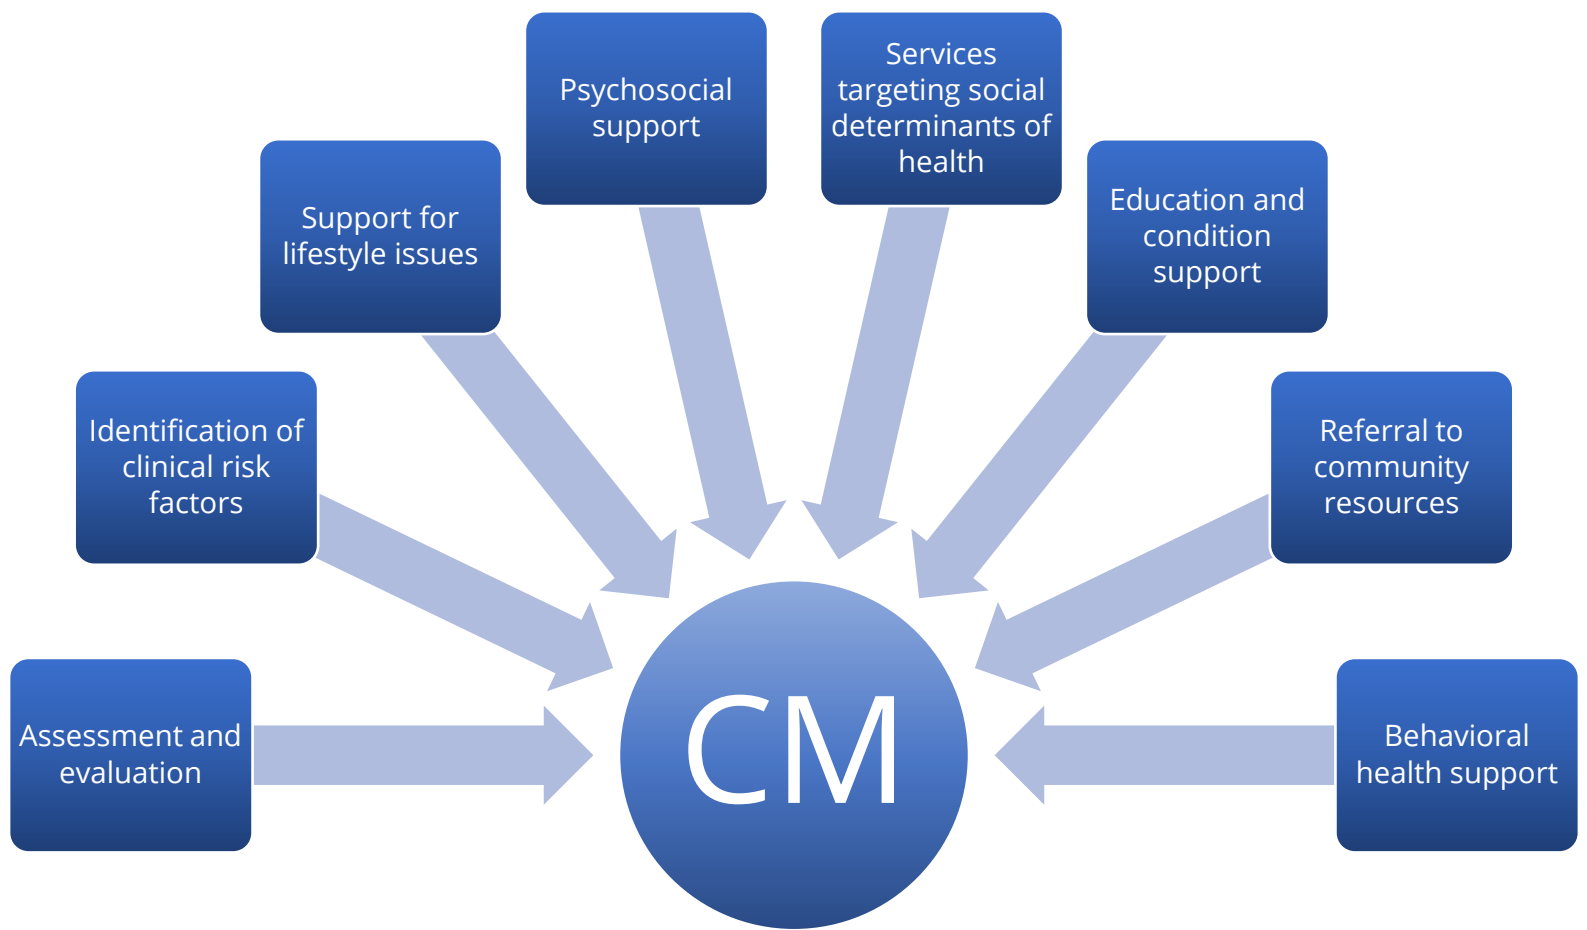 Assessment and
evaluation
Identification of
clinical risk
factors
Support for
lifestyle issues
Psychosocial
support
Services
targeting social
determinants of
health
Education and
condition
support
Referral to
community
resources
Behavioral
health support
CM